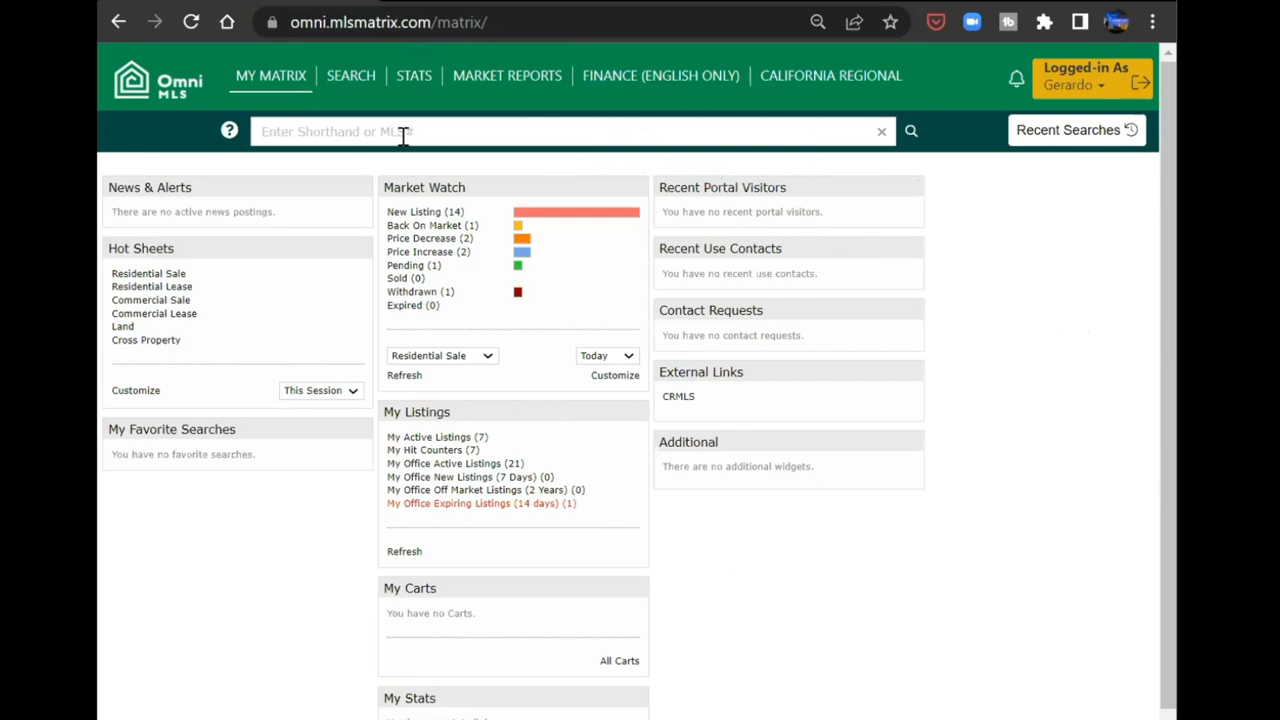 omni.mlsmatrix.com/matrix/
Omni
MLS
MY MATRIX
SEARCH
STATS
MARKET REPORTS
FINANCE (ENGLISH ONLY)
CALIFORNIA REGIONAL
Logged-in As
Gerardo
Enter Shorthand or MLS#
Recent Searches
News & Alerts
There are no active news postings.
Hot Sheets
Residential Sale
Residential Lease
Commercial Sale
Commercial Lease
Land
Cross Property
Customize
This Session
My Favorite Searches
You have no favorite searches.
Market Watch
New Listing (14)
Back On Market (1)
Price Decrease (2)
Price Increase (2)
Pending (1)
Sold (0)
Withdrawn (1)
Expired (0)
Residential Sale
Today
Refresh
Customize
My Listings
My Active Listings (7)
My Hit Counters (7)
My Office Active Listings (21)
My Office New Listings (7 Days) (0)
My Office Off Market Listings (2 Years) (0)
My Office Expiring Listings (14 days) (1)
Refresh
My Carts
You have no Carts.
All Carts
My Stats
Recent Portal Visitors
You have no recent portal visitors.
Recent Use Contacts
You have no recent use contacts.
Contact Requests
You have no contact requests.
External Links
CRMLS
Additional
There are no additional widgets.